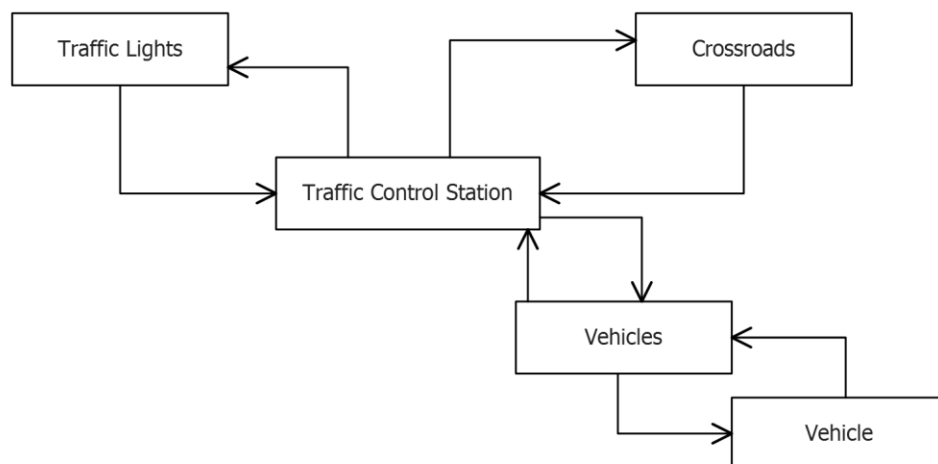 Traffic Lights
Crossroads
Traffic Control Station
Vehicles
Vehicle